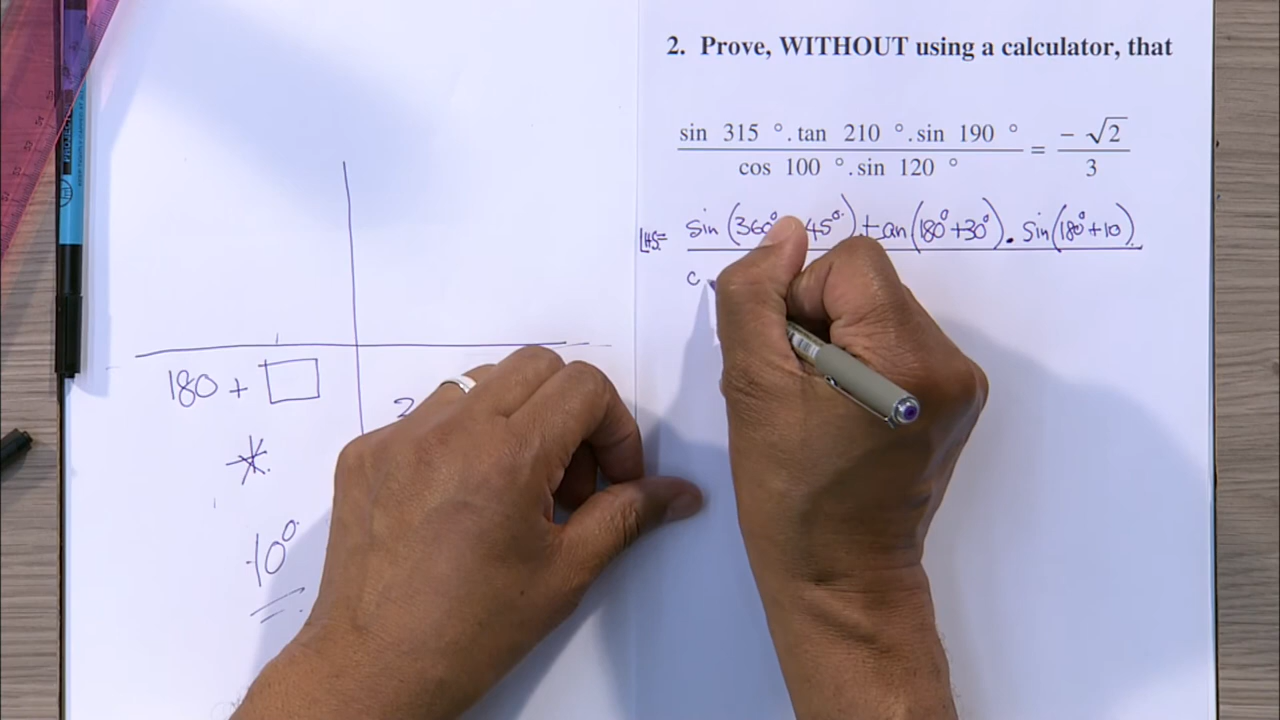 2. Prove, WITHOUT using a calculator, that
sin 315 °.tan 210 °.sin 190 °
cos 100 °.sin 120 °
=
- √2
3
LHS= sin (360° 45°).tan(180°+30°). Sin(180°+10)
c
180 + □
*
10°
PROJEC